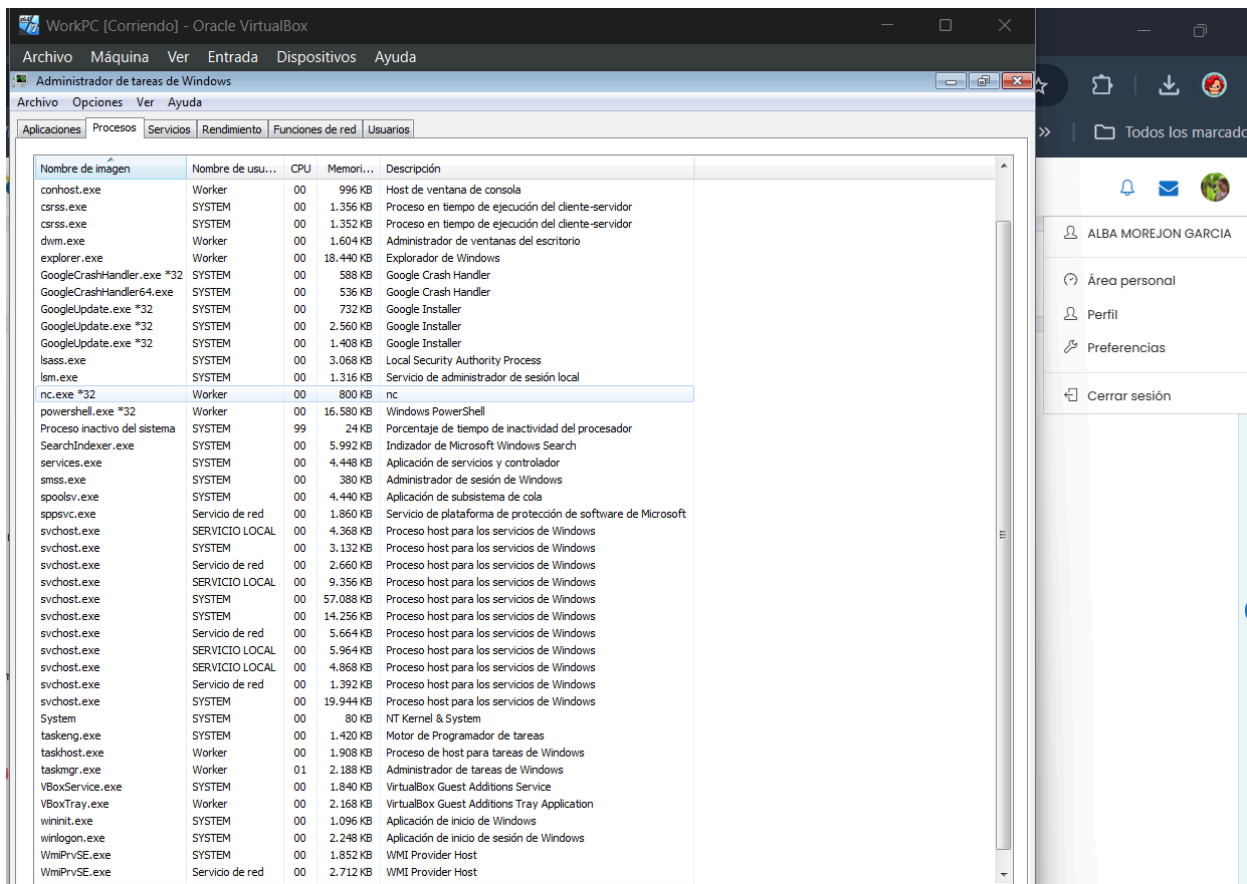 WorkPC [Corriendo] - Oracle VirtualBox
Archivo Máquina Ver Entrada Dispositivos Ayuda
Administrador de tareas de Windows
Archivo Opciones Ver Ayuda
Aplicaciones Procesos Servicios Rendimiento Funciones de red Usuarios
Nombre de imagen Nombre de usu... CPU Memori... Descripción
conhost.exe Worker 00 996 KB Host de ventana de consola
csrss.exe SYSTEM 00 1.356 KB Proceso en tiempo de ejecución del cliente-servidor
csrss.exe SYSTEM 00 1.352 KB Proceso en tiempo de ejecución del cliente-servidor
dwm.exe Worker 00 1.604 KB Administrador de ventanas del escritorio
explorer.exe Worker 00 18.440 KB Explorador de Windows
GoogleCrashHandler.exe *32 SYSTEM 00 588 KB Google Crash Handler
GoogleCrashHandler64.exe SYSTEM 00 536 KB Google Crash Handler
GoogleUpdate.exe *32 SYSTEM 00 732 KB Google Installer
GoogleUpdate.exe *32 SYSTEM 00 2.560 KB Google Installer
GoogleUpdate.exe *32 SYSTEM 00 1.408 KB Google Installer
lsass.exe SYSTEM 00 3.068 KB Local Security Authority Process
lsm.exe SYSTEM 00 1.316 KB Servicio de administrador de sesión local
nc.exe *32 Worker 00 800 KB nc
powershell.exe *32 Worker 00 16.580 KB Windows PowerShell
Proceso inactivo del sistema SYSTEM 99 24 KB Porcentaje de tiempo de inactividad del procesador
SearchIndexer.exe SYSTEM 00 5.992 KB Indizador de Microsoft Windows Search
services.exe SYSTEM 00 4.448 KB Aplicación de servicios y controlador
smss.exe SYSTEM 00 380 KB Administrador de sesión de Windows
spoolsv.exe SYSTEM 00 4.440 KB Aplicación de subsistema de cola
sppsvc.exe Servicio de red 00 1.860 KB Servicio de plataforma de protección de software de Microsoft
svchost.exe SERVICIO LOCAL 00 4.368 KB Proceso host para los servicios de Windows
svchost.exe SYSTEM 00 3.132 KB Proceso host para los servicios de Windows
svchost.exe Servicio de red 00 2.660 KB Proceso host para los servicios de Windows
svchost.exe SERVICIO LOCAL 00 9.356 KB Proceso host para los servicios de Windows
svchost.exe SYSTEM 00 57.088 KB Proceso host para los servicios de Windows
svchost.exe SYSTEM 00 14.256 KB Proceso host para los servicios de Windows
svchost.exe Servicio de red 00 5.664 KB Proceso host para los servicios de Windows
svchost.exe SERVICIO LOCAL 00 5.964 KB Proceso host para los servicios de Windows
svchost.exe SERVICIO LOCAL 00 4.868 KB Proceso host para los servicios de Windows
svchost.exe Servicio de red 00 1.392 KB Proceso host para los servicios de Windows
svchost.exe SYSTEM 00 19.944 KB Proceso host para los servicios de Windows
System SYSTEM 00 80 KB NT Kernel & System
taskeng.exe SYSTEM 00 1.420 KB Motor de Programador de tareas
taskhost.exe Worker 00 1.908 KB Proceso de host para tareas de Windows
taskmgr.exe Worker 01 2.188 KB Administrador de tareas de Windows
VBoxService.exe SYSTEM 00 1.840 KB VirtualBox Guest Additions Service
VBoxTray.exe Worker 00 2.168 KB VirtualBox Guest Additions Tray Application
wininit.exe SYSTEM 00 1.096 KB Aplicación de inicio de Windows
winlogon.exe SYSTEM 00 2.248 KB Aplicación de inicio de sesión de Windows
WmiPrvSE.exe SYSTEM 00 1.852 KB WMI Provider Host
WmiPrvSE.exe Servicio de red 00 2.712 KB WMI Provider Host
» Todos los marcado
ALBA MOREJON GARCIA
Área personal
Perfil
Preferencias
Cerrar sesión